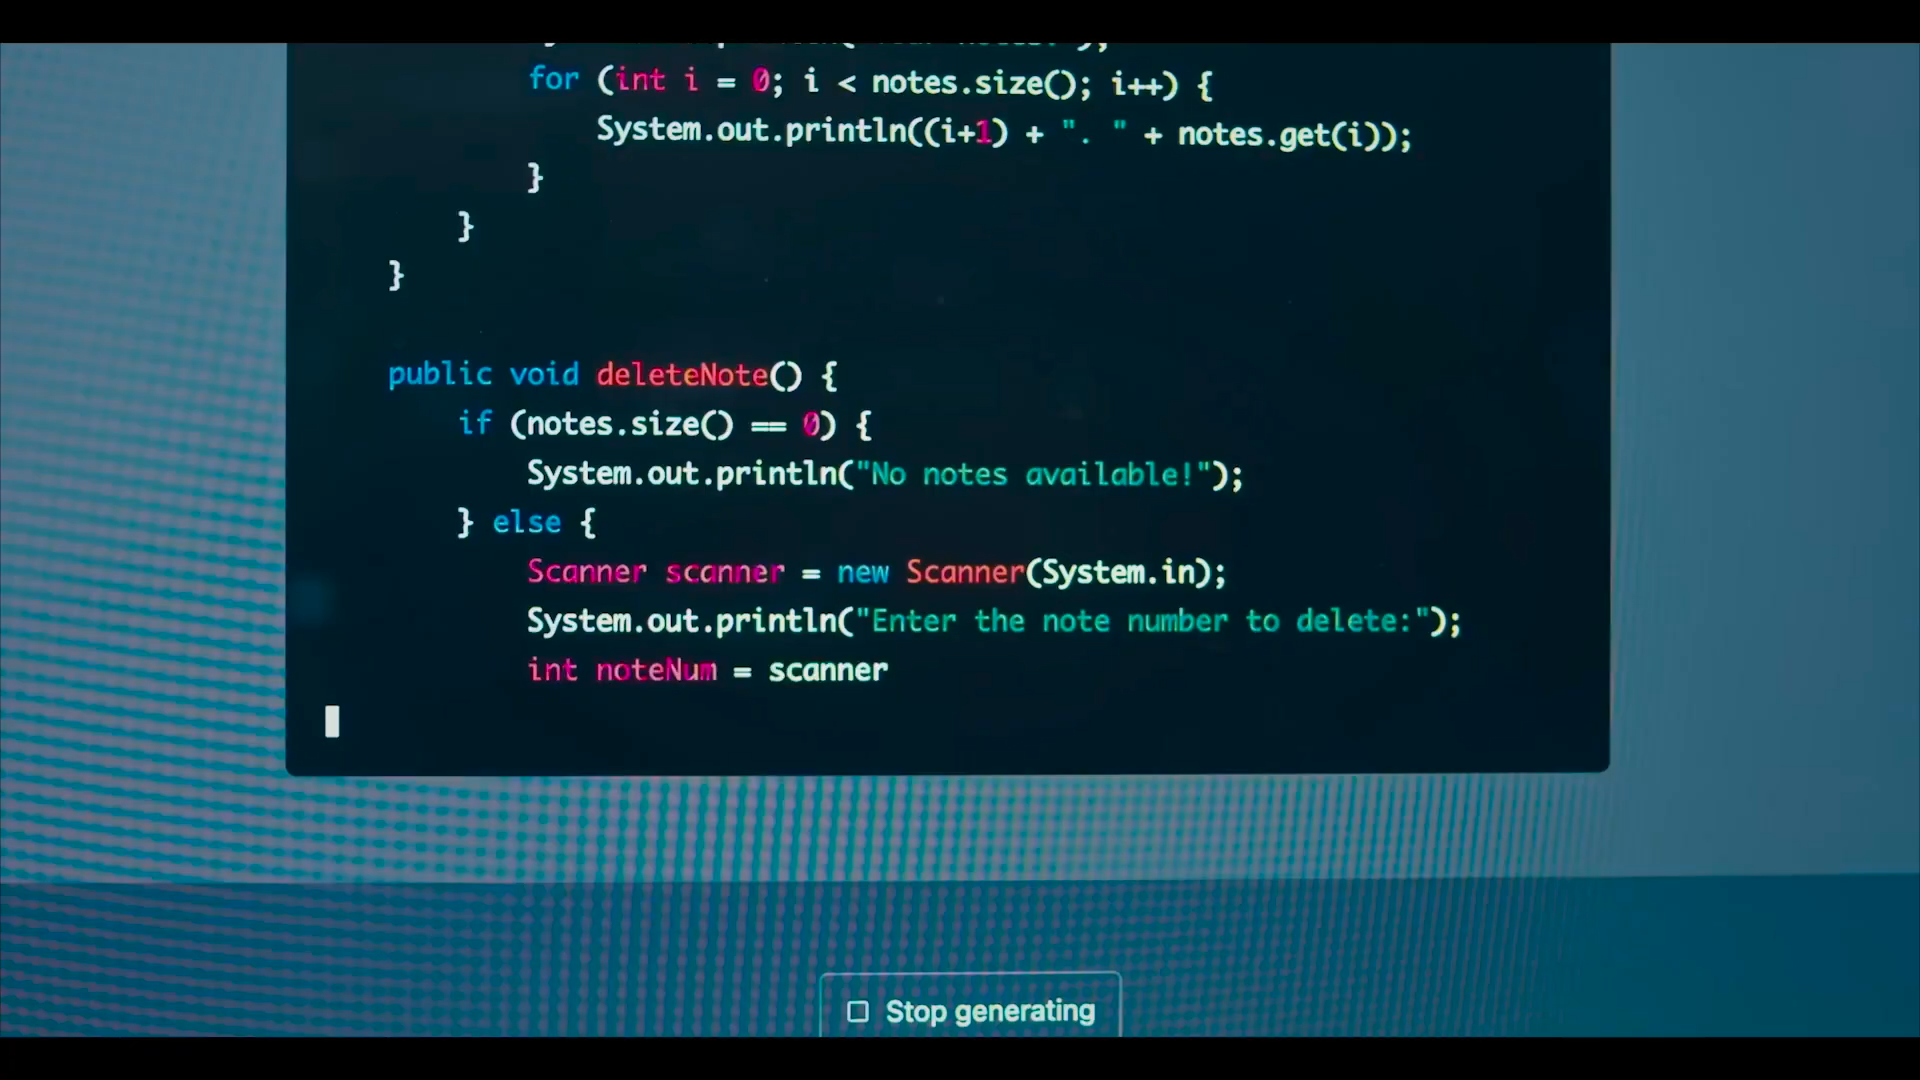 for (int i = 0; i < notes.size(); i++) {
System.out.println((i+1) + ". " + notes.get(i));
}
}
}
public void deleteNote() {
if (notes.size() == 0) {
System.out.println("No notes available!");
} else {
Scanner scanner = new Scanner(System.in);
System.out.println("Enter the note number to delete:");
int noteNum = scanner
Stop generating